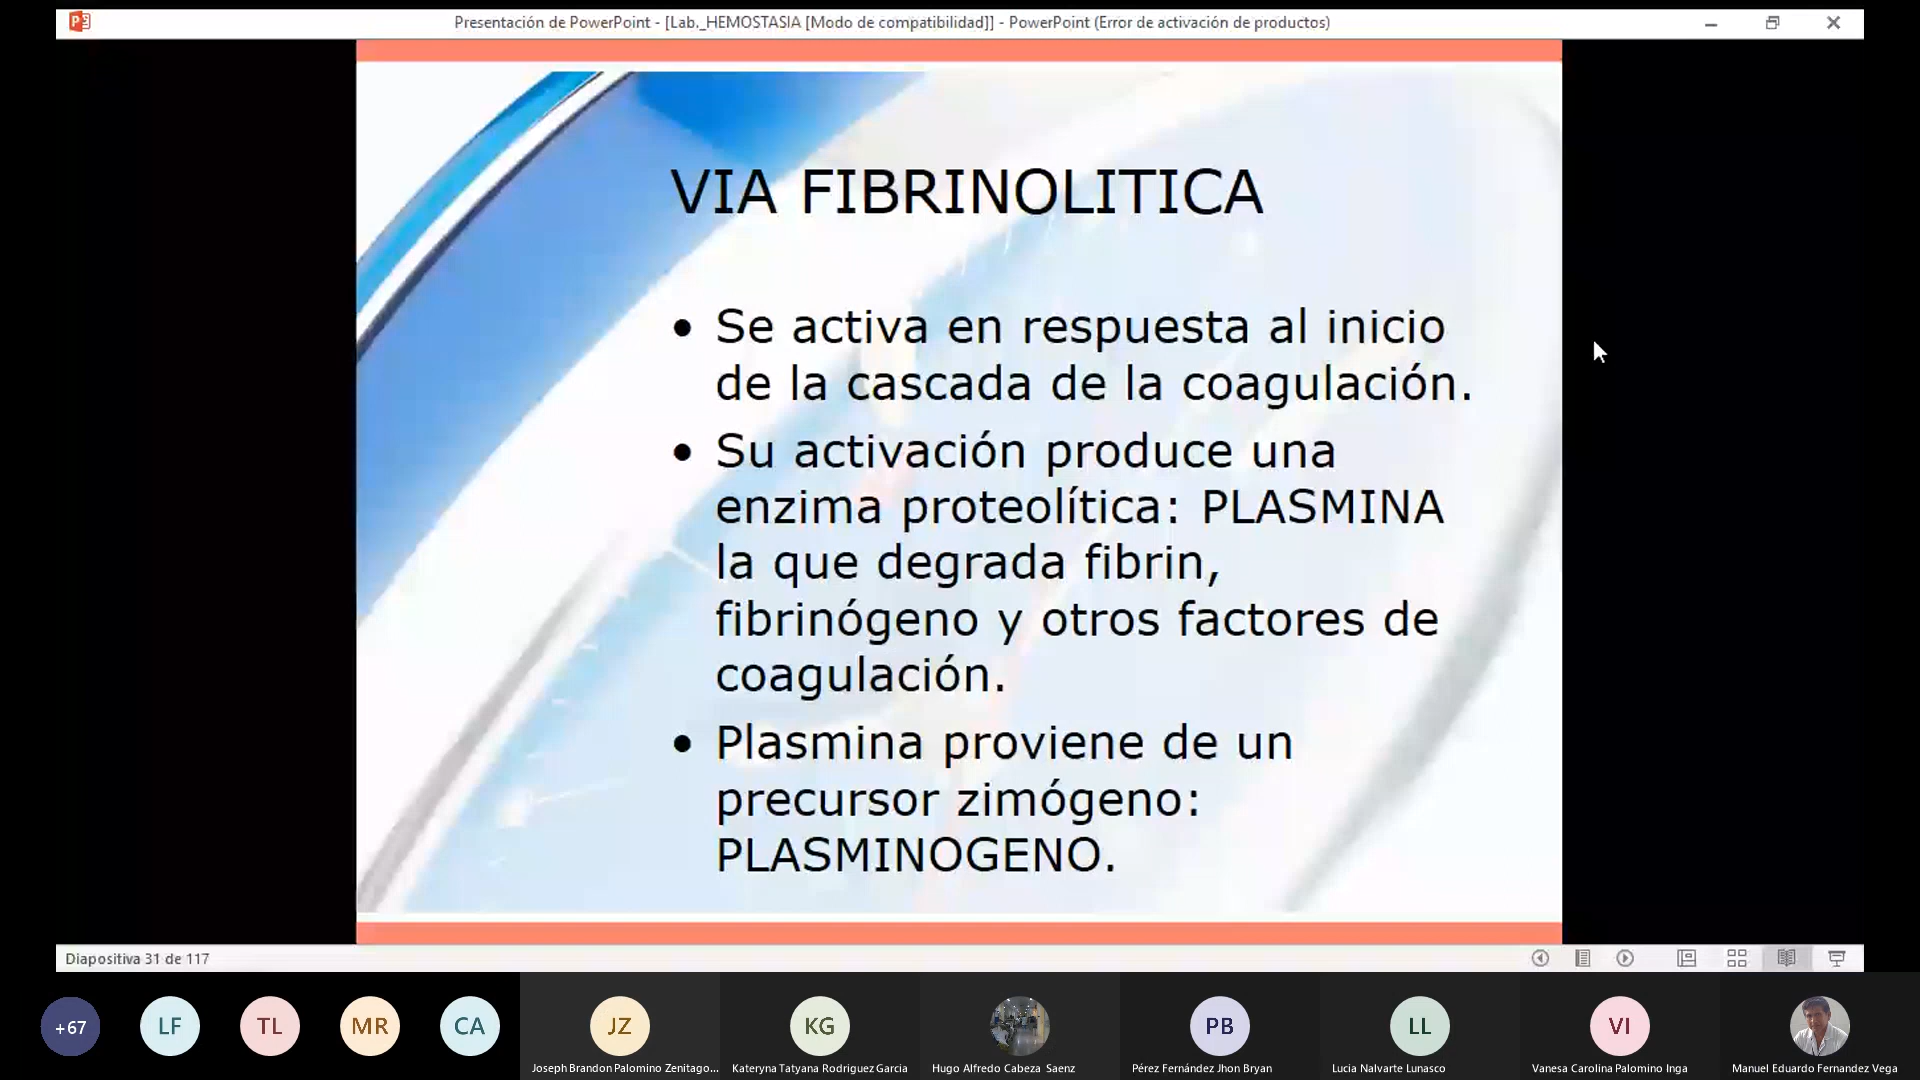 Presentación de PowerPoint - [Lab._HEMOSTASIA [Modo de compatibilidad]] - PowerPoint (Error de activación de productos)
VIA FIBRINOLITICA
• Se activa en respuesta al inicio
de la cascada de la coagulación.
• Su activación produce una
enzima proteolítica: PLASMINA
la que degrada fibrin,
fibrinógeno y otros factores de
coagulación.
• Plasmina proviene de un
precursor zimógeno:
PLASMINOGENO.
Diapositiva 31 de 117
+67 LF TL MR CA JZ KG PB LL VI
Joseph Brandon Palomino Zenitago... Kateryna Tatyana Rodriguez Garcia Hugo Alfredo Cabeza Saenz Pérez Fernández Jhon Bryan Lucia Nalvarte Lunasco Vanesa Carolina Palomino Inga Manuel Eduardo Fernandez Vega